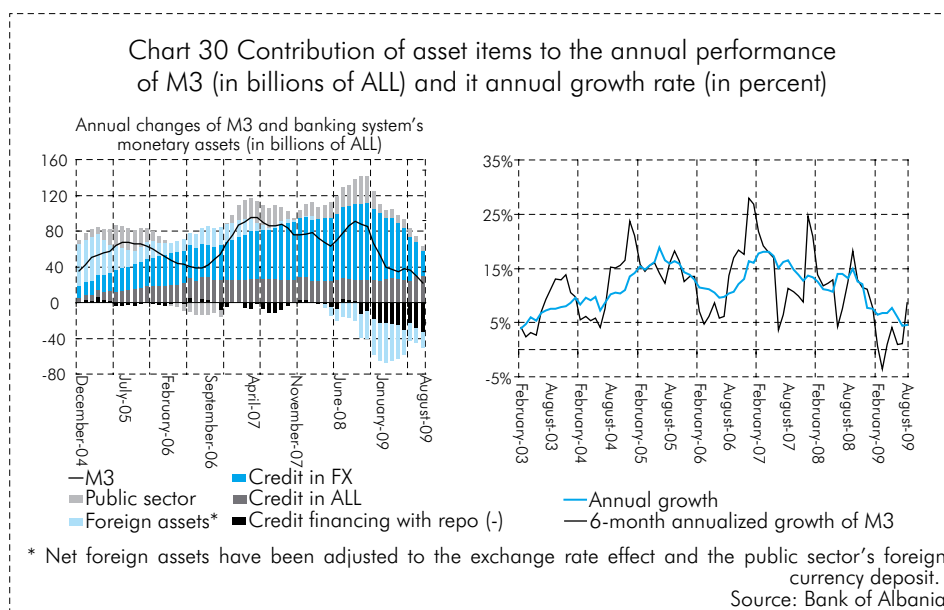 Chart 30 Contribution of asset items to the annual performance
of M3 (in billions of ALL) and it annual growth rate (in percent)
Annual changes of M3 and banking system's
monetary assets (in billions of ALL)
160
120
80
40
0
-40
-80
December-04
July-05
February-06
September-06
April-07
November-07
June-08
January-09
August-09
M3
Public sector
Foreign assets*
Credit in FX
Credit in ALL
Credit financing with repo (-)
35%
25%
15%
5%
-5%
February-03
August-03
February-04
August-04
February-05
August-05
February-06
August-06
February-07
August-07
February-08
August-08
February-09
August-09
Annual growth
6-month annualized growth of M3
* Net foreign assets have been adjusted to the exchange rate effect and the public sector's foreign
currency deposit.
Source: Bank of Albania